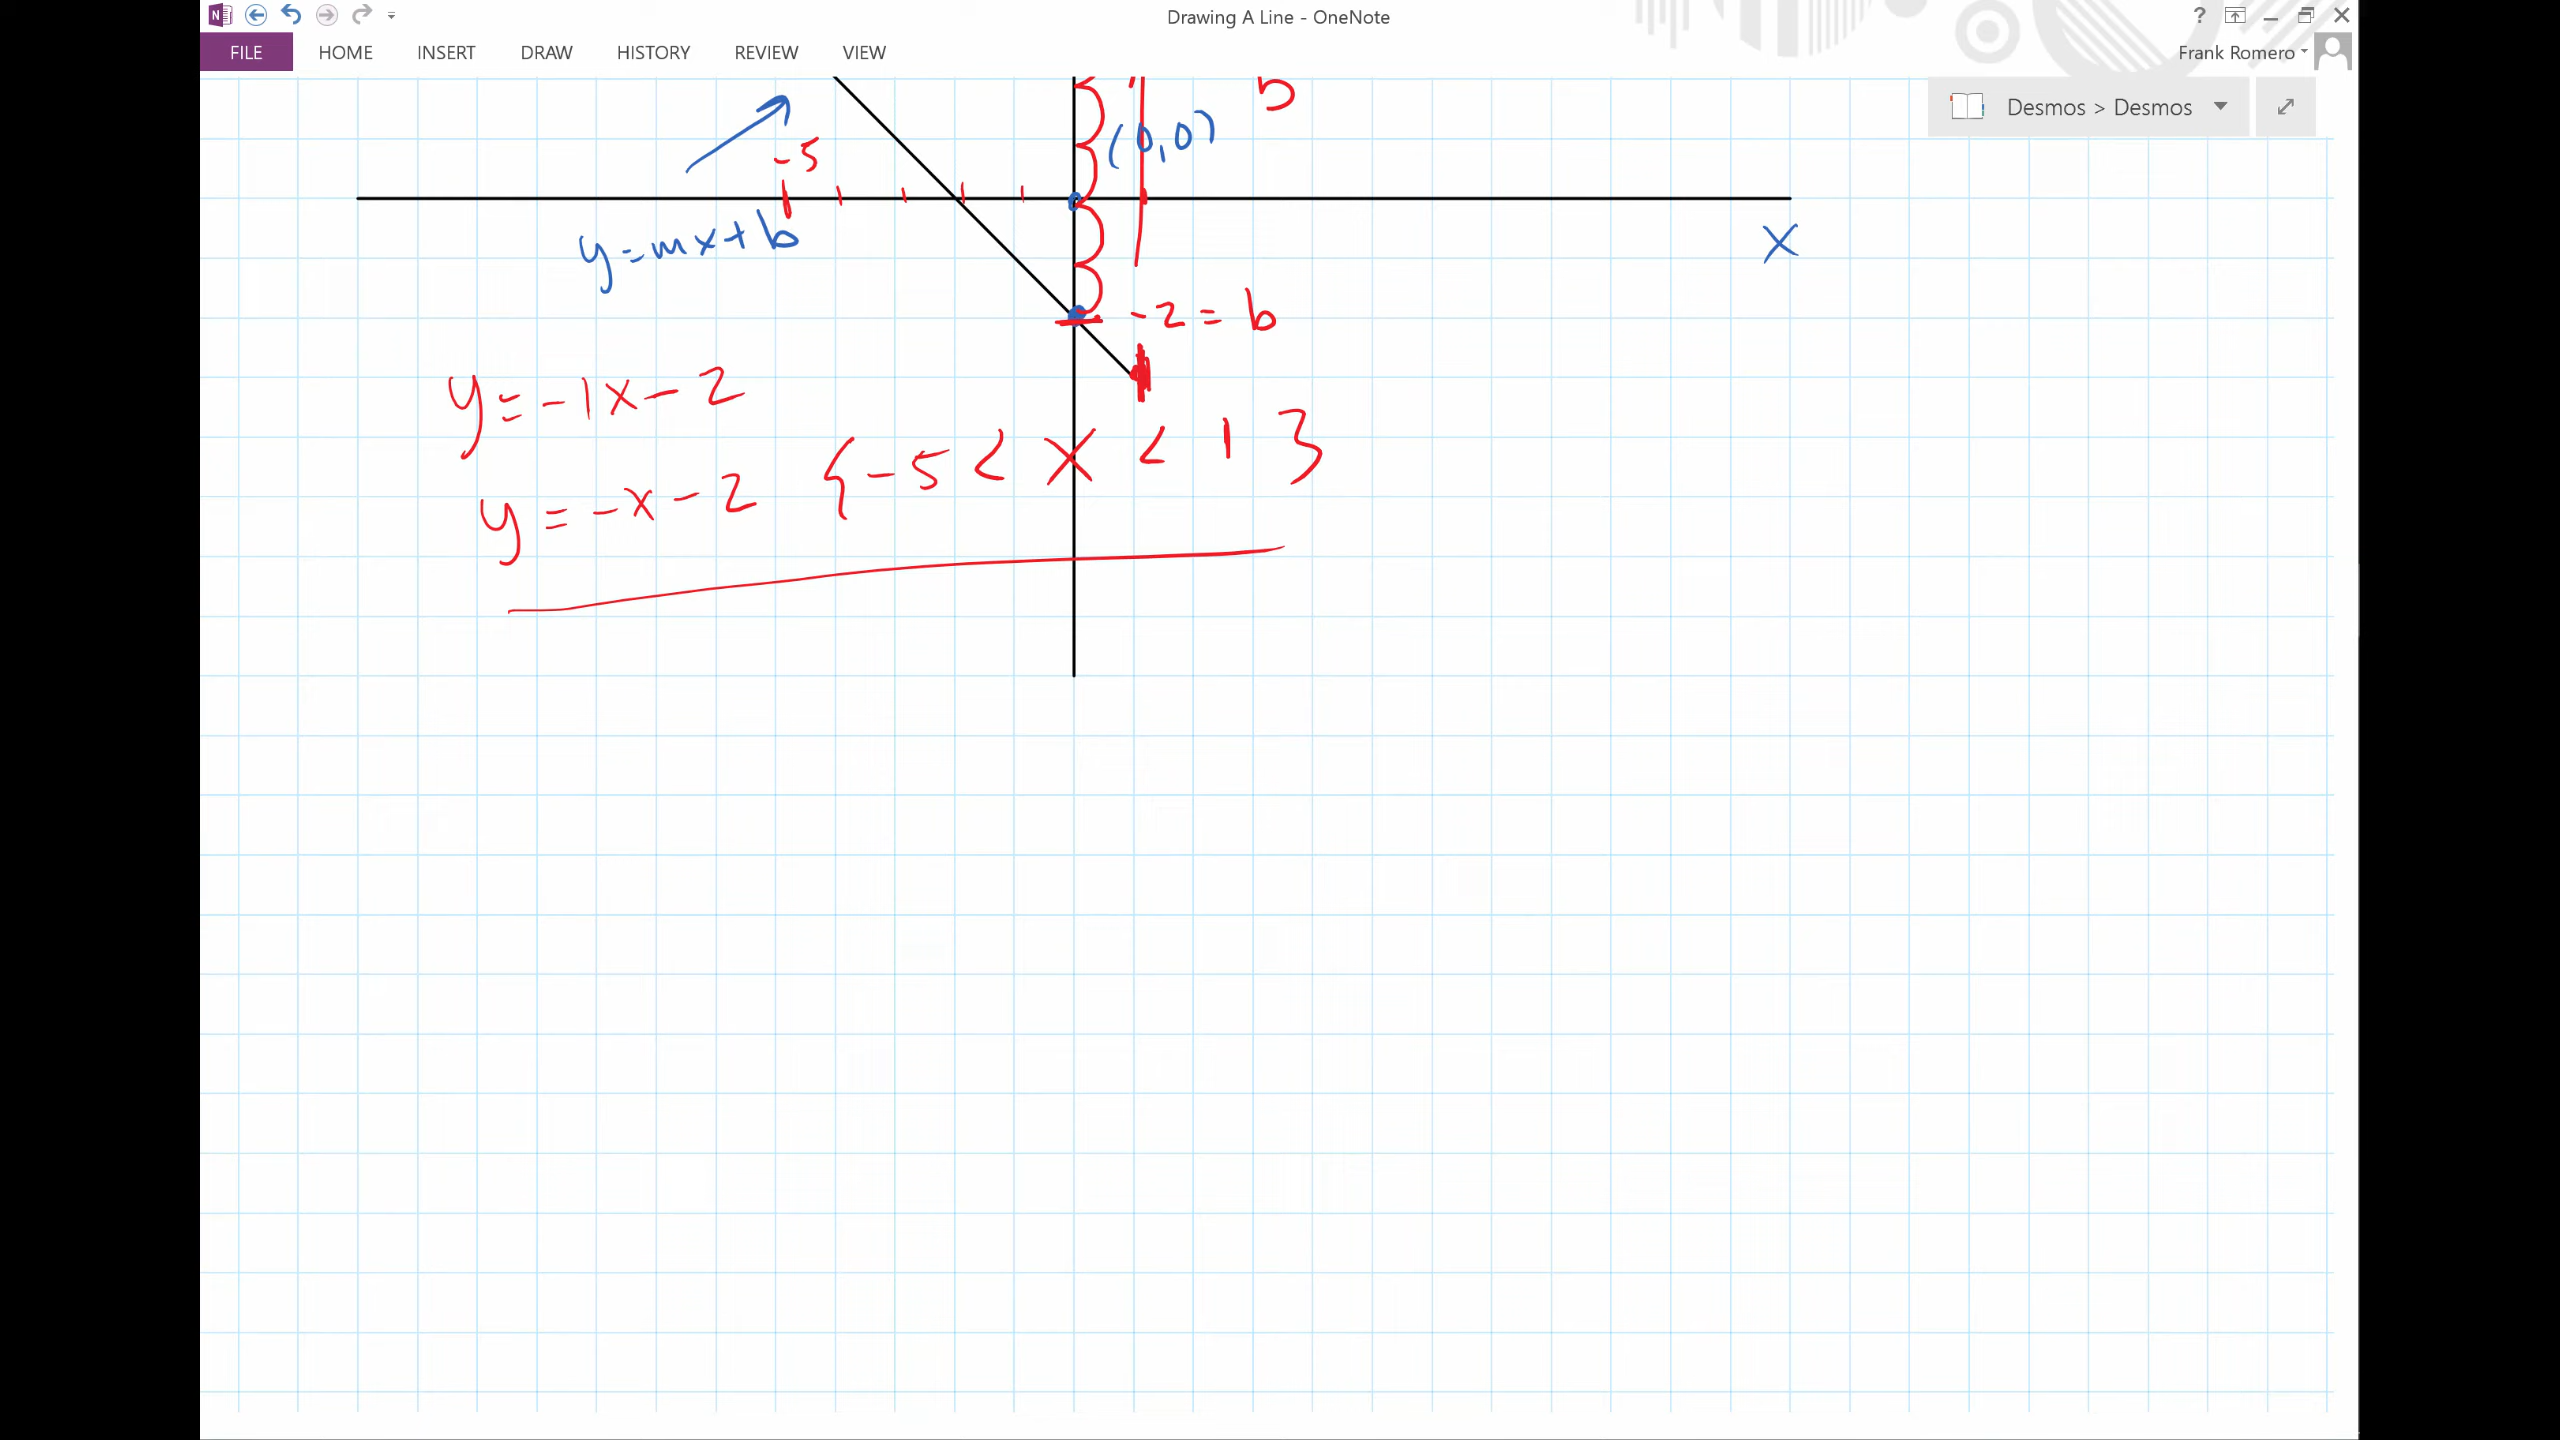 Drawing A Line - OneNote
?
FILE HOME INSERT DRAW HISTORY REVIEW VIEW
Frank Romero
Desmos > Desmos
(0,0)
-5
y=mx+b
x
-2 = b
y = -1x - 2
y = -x - 2 {-5 < x < 1}